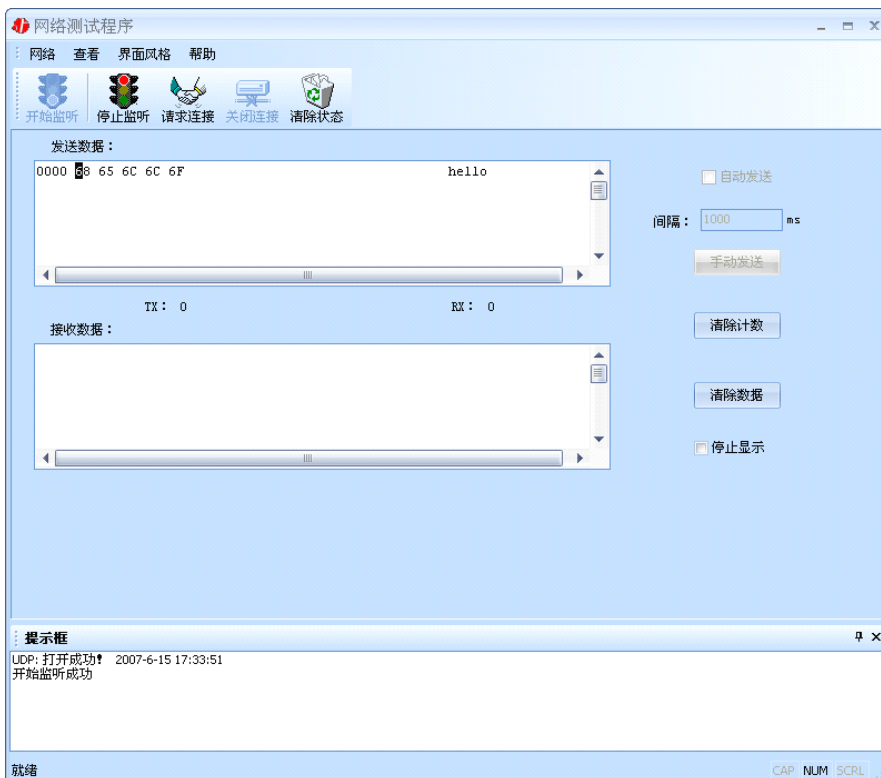 网络测试程序
网络 查看 界面风格 帮助
开始监听 停止监听 请求连接 关闭连接 清除状态
发送数据：
0000 68 65 6C 6C 6F hello
自动发送
间隔： 1000 ms
手动发送
TX： 0 RX： 0
清除计数
接收数据：
清除数据
停止显示
提示框
UDP: 打开成功！ 2007-6-15 17:33:51
开始监听成功
就绪 CAP NUM SCRL